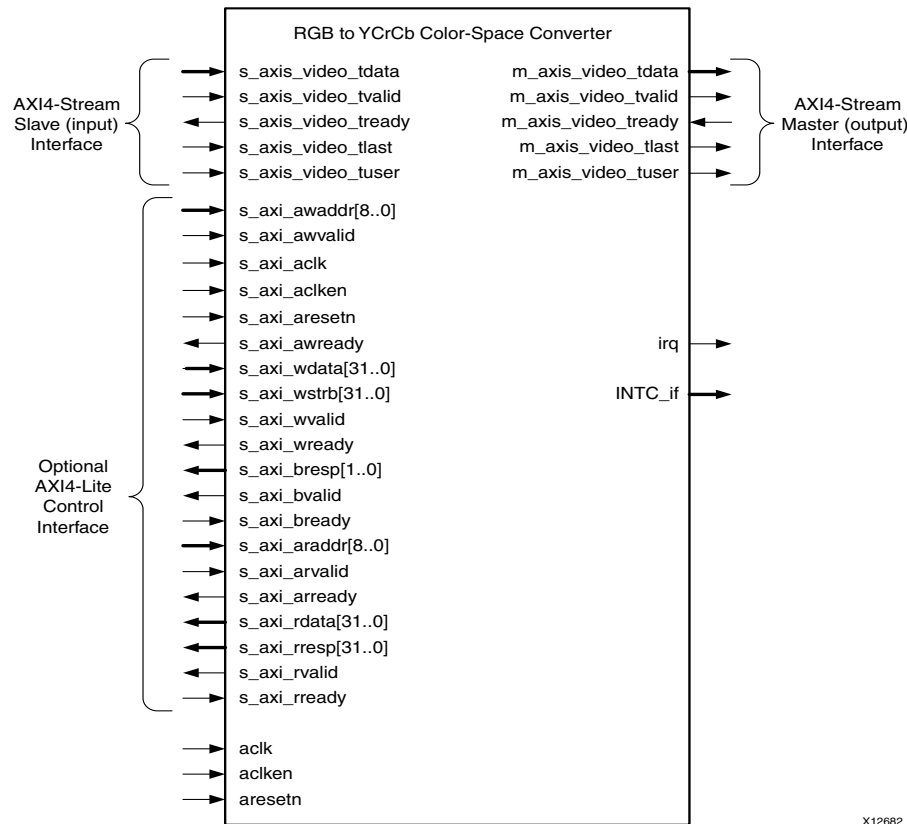 RGB to YCrCb Color-Space Converter
AXI4-Stream
Slave (input)
Interface
s_axis_video_tdata
s_axis_video_tvalid
s_axis_video_tready
s_axis_video_tlast
s_axis_video_tuser
m_axis_video_tdata
m_axis_video_tvalid
m_axis_video_tready
m_axis_video_tlast
m_axis_video_tuser
AXI4-Stream
Master (output)
Interface
Optional
AXI4-Lite
Control
Interface
s_axi_awaddr[8..0]
s_axi_awvalid
s_axi_aclk
s_axi_aclken
s_axi_aresetn
s_axi_awready
s_axi_wdata[31..0]
s_axi_wstrb[31..0]
s_axi_wvalid
s_axi_wready
s_axi_bresp[1..0]
s_axi_bvalid
s_axi_bready
s_axi_araddr[8..0]
s_axi_arvalid
s_axi_arready
s_axi_rdata[31..0]
s_axi_rresp[31..0]
s_axi_rvalid
s_axi_rready
irq
INTC_if
aclk
aclken
aresetn
X12682